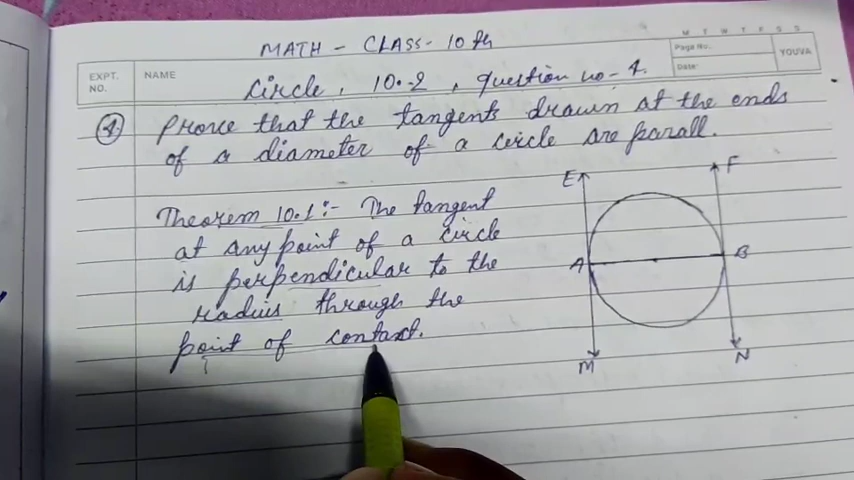 MATH - CLASS- 10 th
M T W T F S S
Page No.:
Date:
YOUVA
EXPT. NO.
NAME
Circle, 10.2, question no-4.
4. Prove that the tangents drawn at the ends
of a diameter of a circle are parall.
Theorem 10.1:- The tangent
at any point of a circle
is perpendicular to the
radius through the
point of contact.
E
F
A
B
M
N